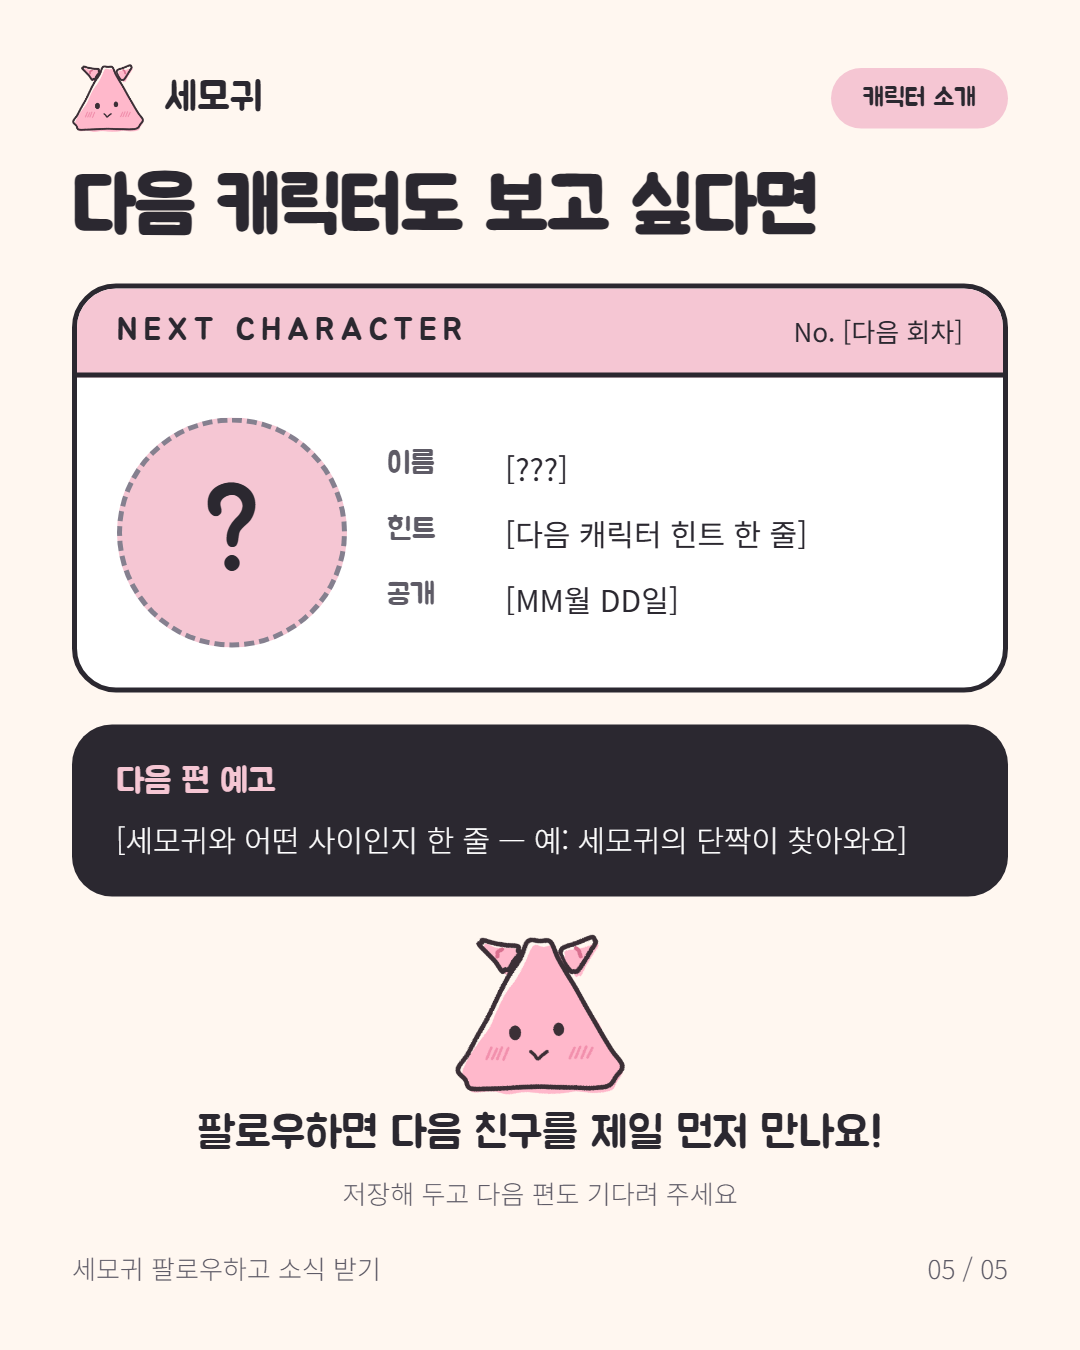 세모귀
캐릭터 소개
다음 캐릭터도 보고 싶다면
NEXT CHARACTER
No. [다음 회차]
?
이름 [???]
힌트 [다음 캐릭터 힌트 한 줄]
공개 [MM월 DD일]
다음 편 예고
[세모귀와 어떤 사이인지 한 줄 — 예: 세모귀의 단짝이 찾아와요]
팔로우하면 다음 친구를 제일 먼저 만나요!
저장해 두고 다음 편도 기다려 주세요
세모귀 팔로우하고 소식 받기
05 / 05